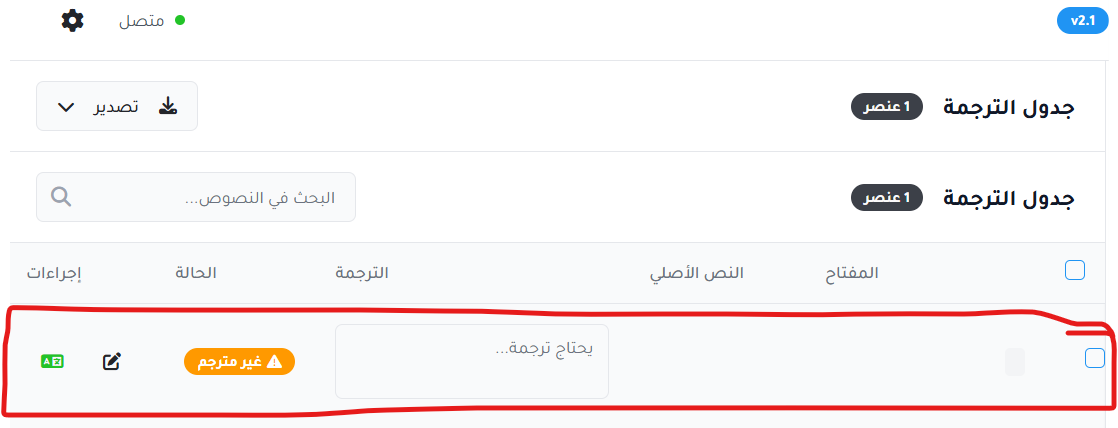 v2.1 متصل
جدول الترجمة 1 عنصر تصدير
جدول الترجمة 1 عنصر البحث في النصوص...
المفتاح النص الأصلي الترجمة الحالة إجراءات
يحتاج ترجمة... غير مترجم